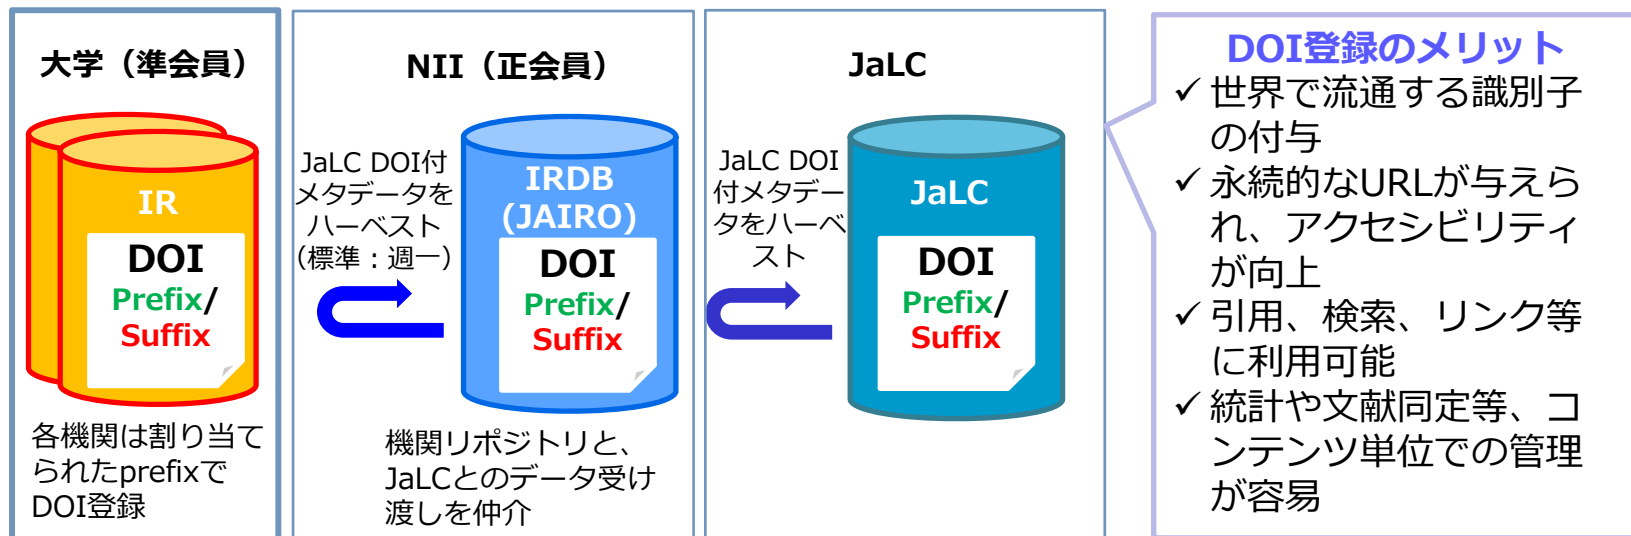 大学（準会員）
IR
DOI
Prefix/
Suffix
各機関は割り当て
られたprefixで
DOI登録
NII（正会員）
JaLC DOI付
メタデータを
ハーベスト
（標準：週一）
IRDB
(JAIRO)
DOI
Prefix/
Suffix
機関リポジトリと、
JaLCとのデータ受け
渡しを仲介
JaLC
JaLC DOI
付メタデー
タをハーベ
スト
JaLC
DOI
Prefix/
Suffix
DOI登録のメリット
✓ 世界で流通する識別子
の付与
✓ 永続的なURLが与えら
れ、アクセシビリティ
が向上
✓ 引用、検索、リンク等
に利用可能
✓ 統計や文献同定等、コ
ンテンツ単位での管理
が容易